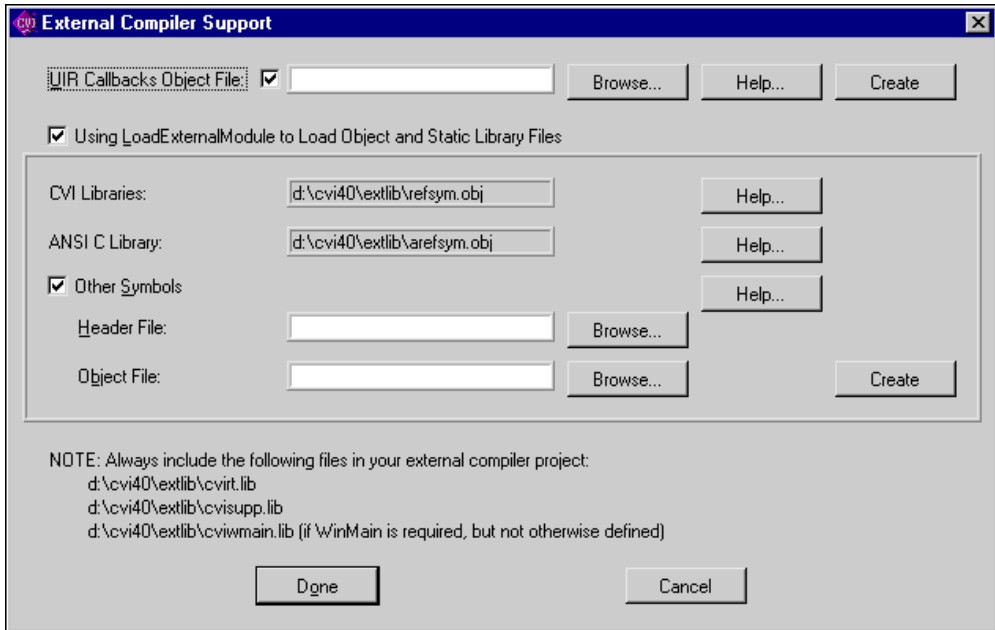 CVI External Compiler Support
UIR Callbacks Object File: Browse... Help... Create
Using LoadExternalModule to Load Object and Static Library Files
CVI Libraries: d:\cvi40\extlib\refsym.obj Help...
ANSI C Library: d:\cvi40\extlib\arefsym.obj Help...
Other Symbols Help...
Header File: Browse...
Object File: Browse... Create
NOTE: Always include the following files in your external compiler project:
d:\cvi40\extlib\cvirt.lib
d:\cvi40\extlib\cvisupp.lib
d:\cvi40\extlib\cviwmain.lib (if WinMain is required, but not otherwise defined)
Done Cancel